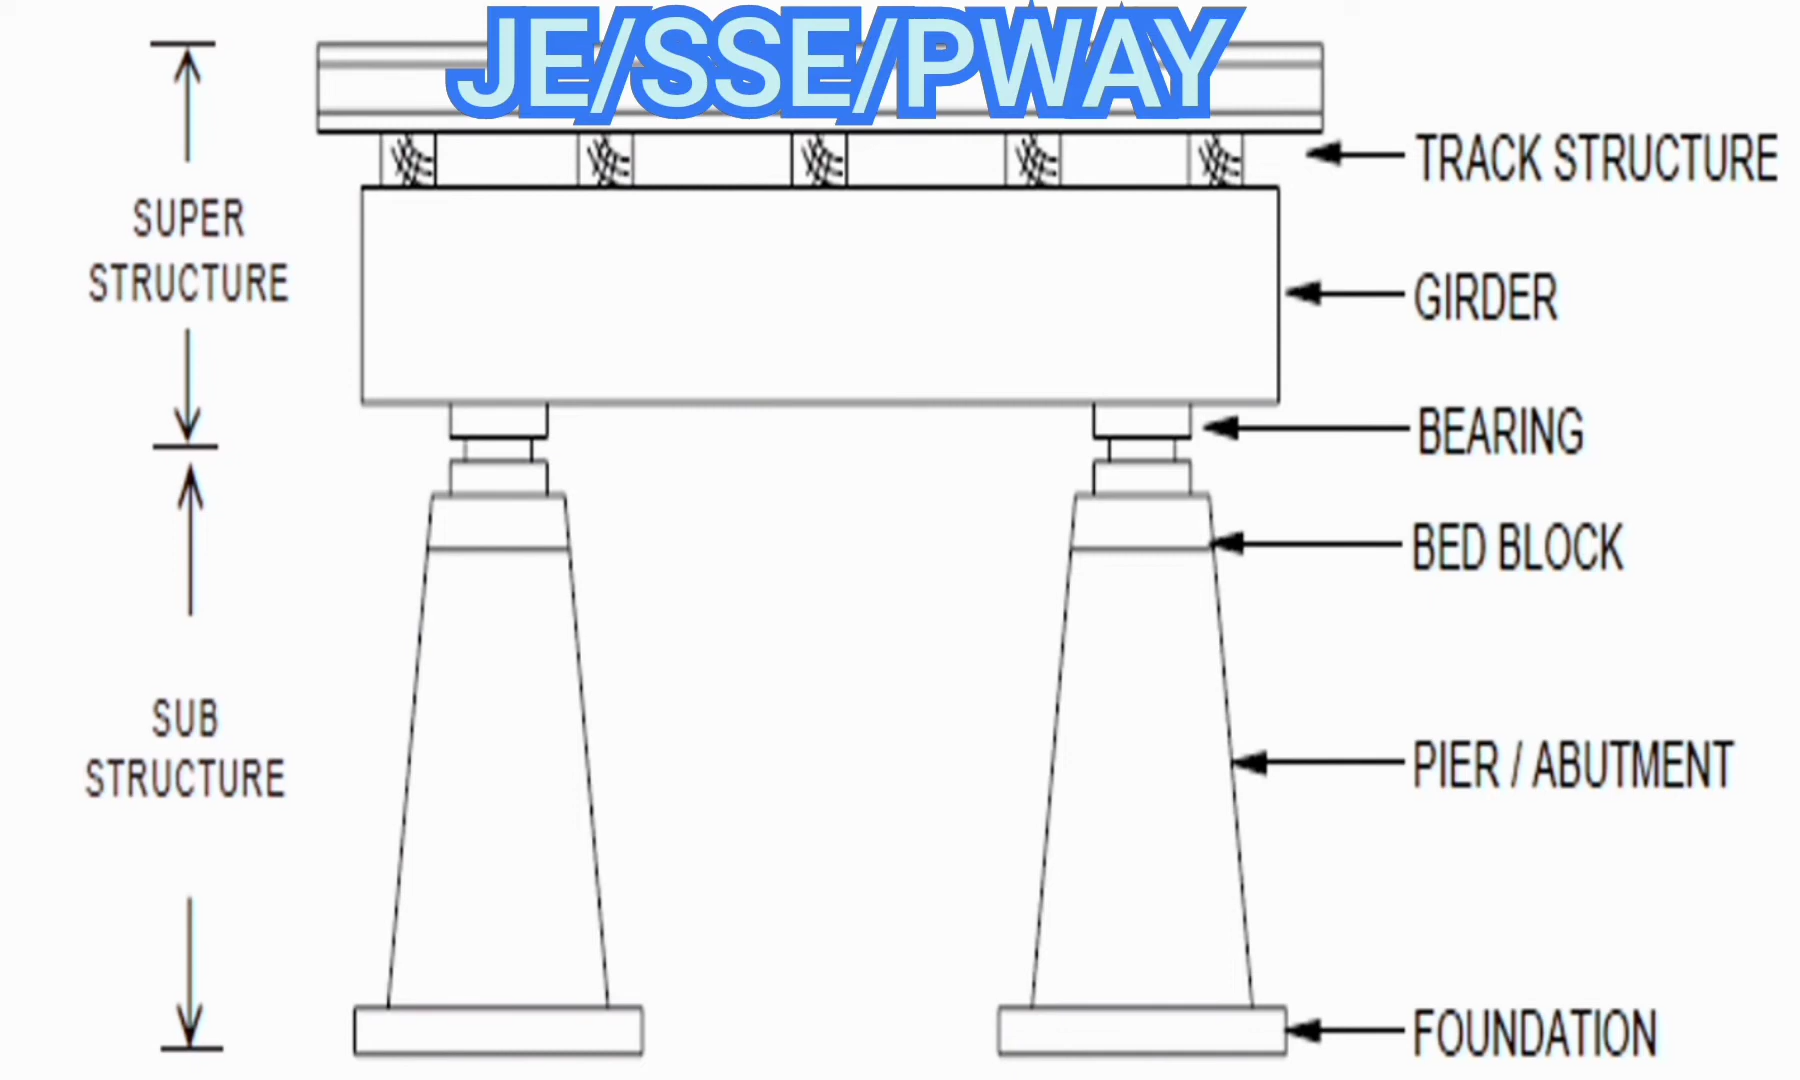 JE/SSE/PWAY
TRACK STRUCTURE
SUPER
STRUCTURE
GIRDER
BEARING
BED BLOCK
SUB
STRUCTURE
PIER / ABUTMENT
FOUNDATION